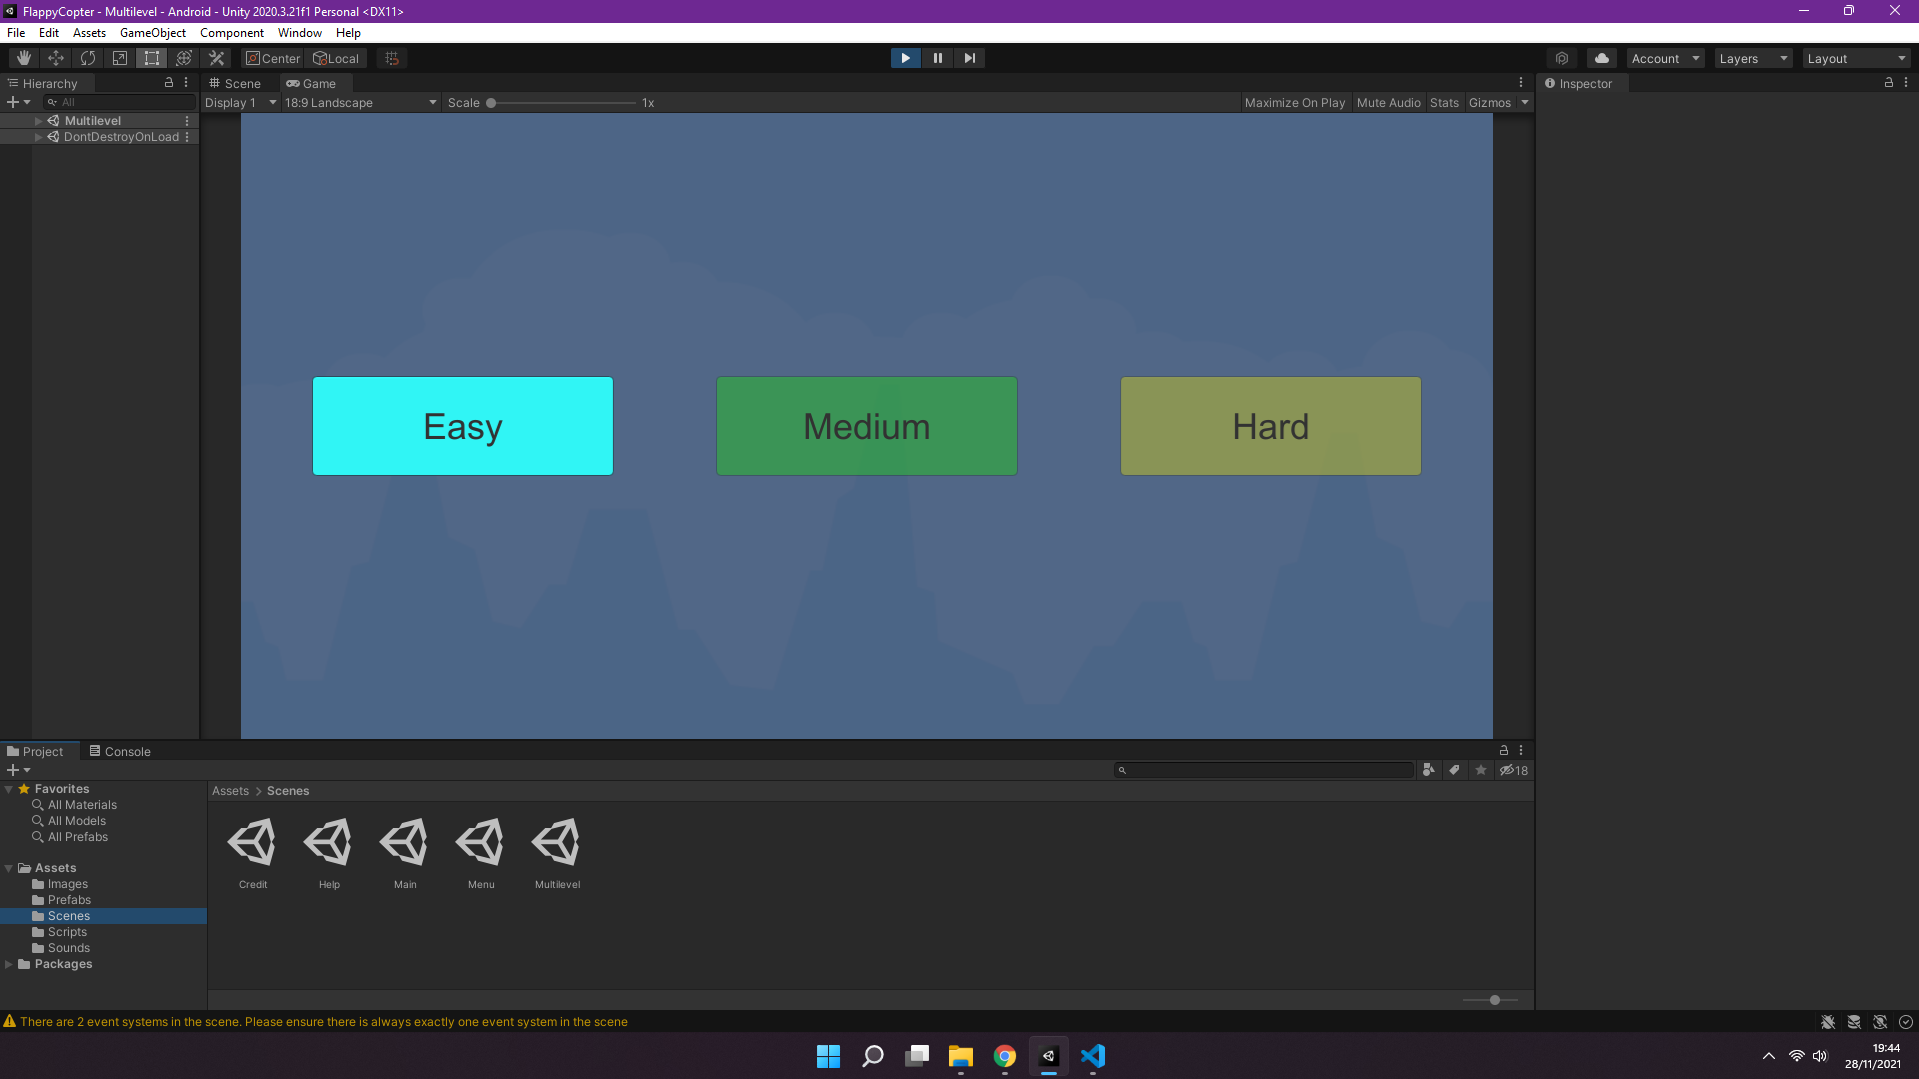 FlappyCopter - Multilevel - Android - Unity 2020.3.21f1 Personal <DX11>
File Edit Assets GameObject Component Window Help
Center Local Account Layers Layout
Hierarchy Scene Game Inspector
All Display 1 18:9 Landscape Scale 1x Maximize On Play Mute Audio Stats Gizmos
Multilevel
DontDestroyOnLoad
Easy Medium Hard
Project Console
18
Favorites
All Materials
All Models
All Prefabs
Assets
Images
Prefabs
Scenes
Scripts
Sounds
Packages
Assets > Scenes
Credit Help Main Menu Multilevel
There are 2 event systems in the scene. Please ensure there is always exactly one event system in the scene
19:44
28/11/2021